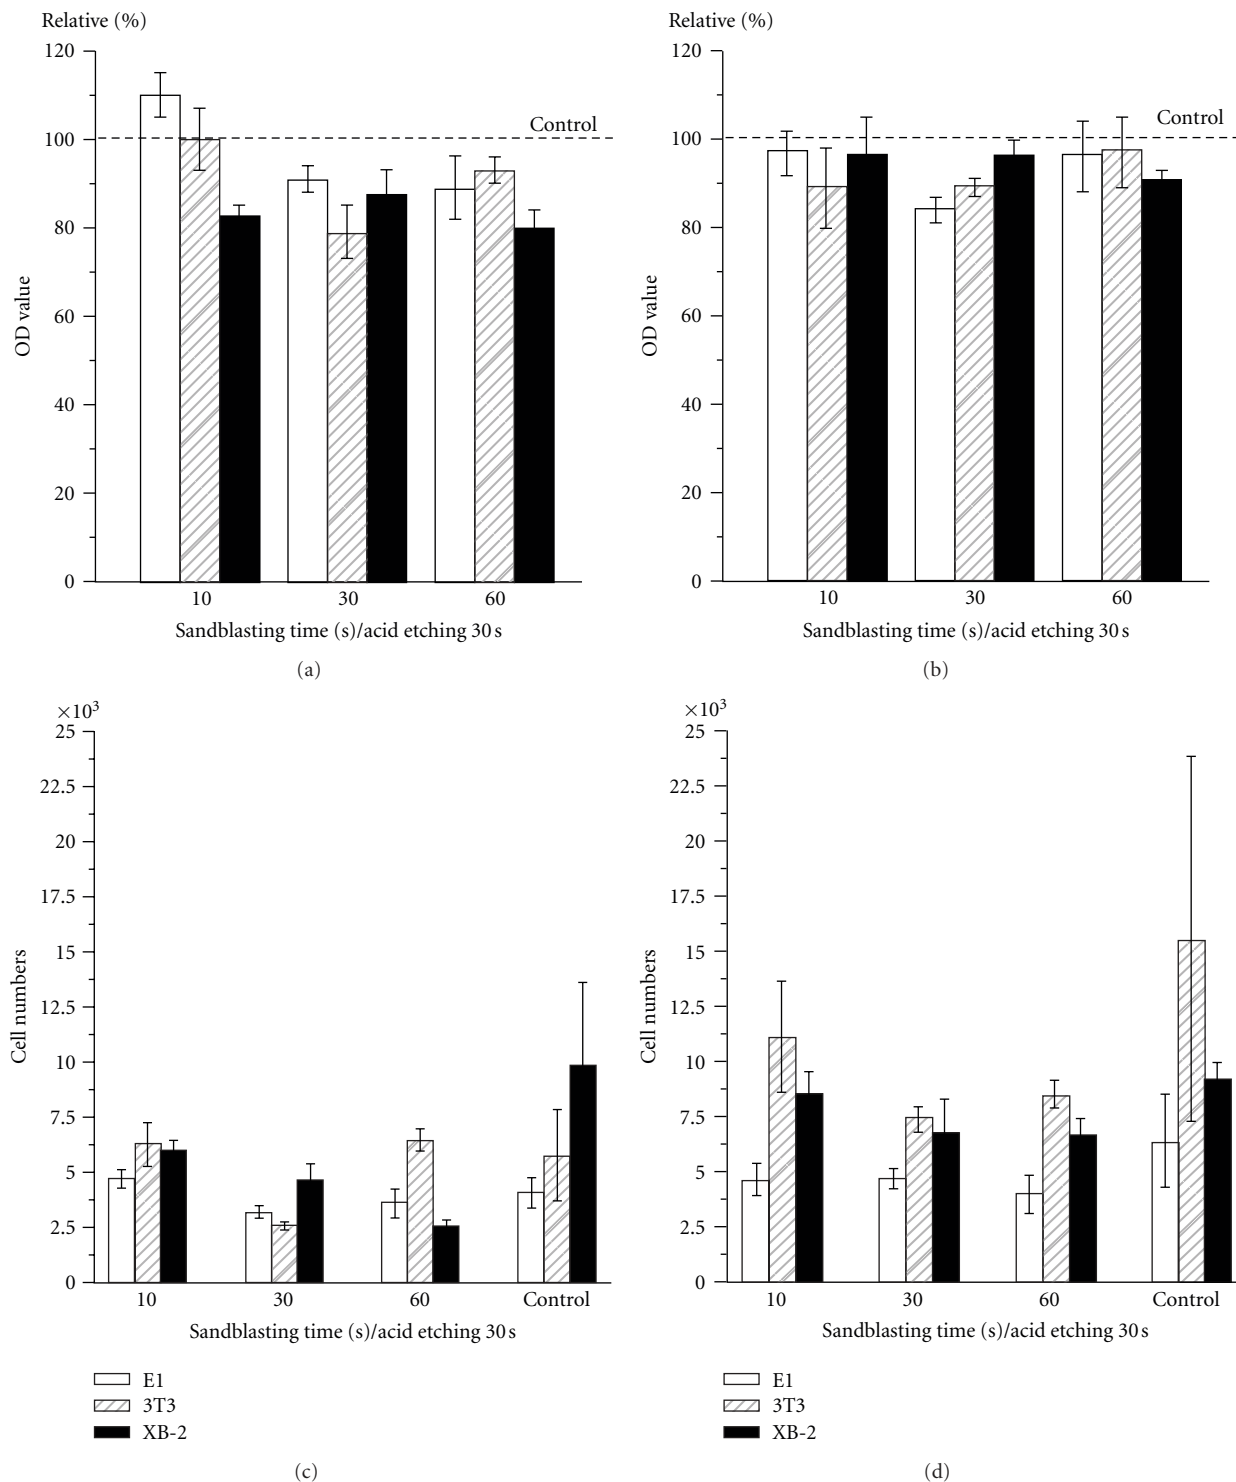 Relative (%)
120
100
80
60
40
20
0
OD value
Control
10 30 60
Sandblasting time (s)/acid etching 30 s
(a)
Relative (%)
120
100
80
60
40
20
0
OD value
Control
10 30 60
Sandblasting time (s)/acid etching 30 s
(b)
×10³
25
22.5
20
17.5
15
12.5
10
7.5
5
2.5
0
Cell numbers
10 30 60 Control
Sandblasting time (s)/acid etching 30 s
E1
3T3
XB-2
(c)
×10³
25
22.5
20
17.5
15
12.5
10
7.5
5
2.5
0
Cell numbers
10 30 60 Control
Sandblasting time (s)/acid etching 30 s
E1
3T3
XB-2
(d)